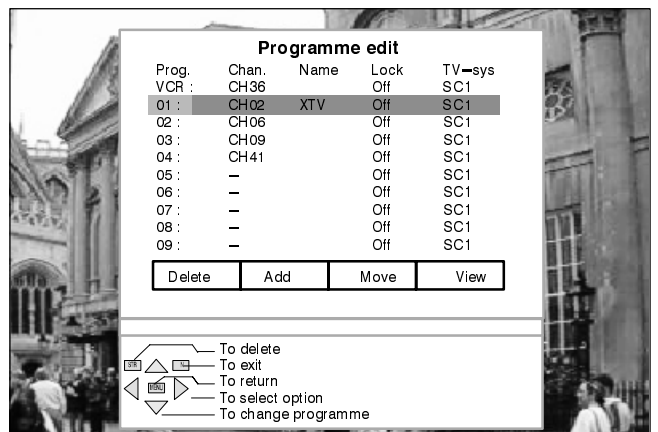 Programme edit
Prog. Chan. Name Lock TV–sys
VCR : CH36 Off SC1
01 : CH02 XTV Off SC1
02 : CH06 Off SC1
03 : CH09 Off SC1
04 : CH41 Off SC1
05 : – Off SC1
06 : – Off SC1
07 : – Off SC1
08 : – Off SC1
09 : – Off SC1
Delete Add Move View
To delete
STR N To exit
MENU To return
To select option
To change programme